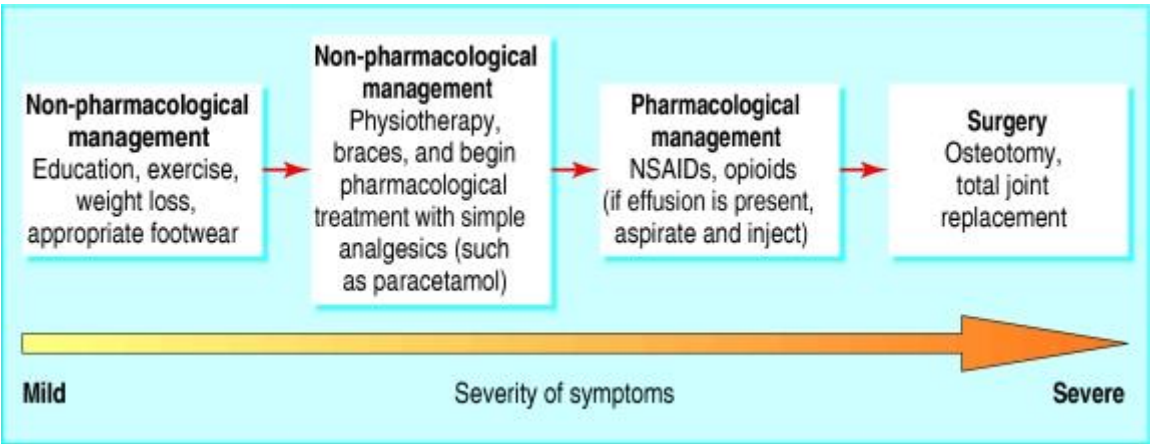 Non-pharmacological
management
Education, exercise,
weight loss,
appropriate footwear
Non-pharmacological
management
Physiotherapy,
braces, and begin
pharmacological
treatment with simple
analgesics (such
as paracetamol)
Pharmacological
management
NSAIDs, opioids
(if effusion is present,
aspirate and inject)
Surgery
Osteotomy,
total joint
replacement
Mild
Severity of symptoms
Severe